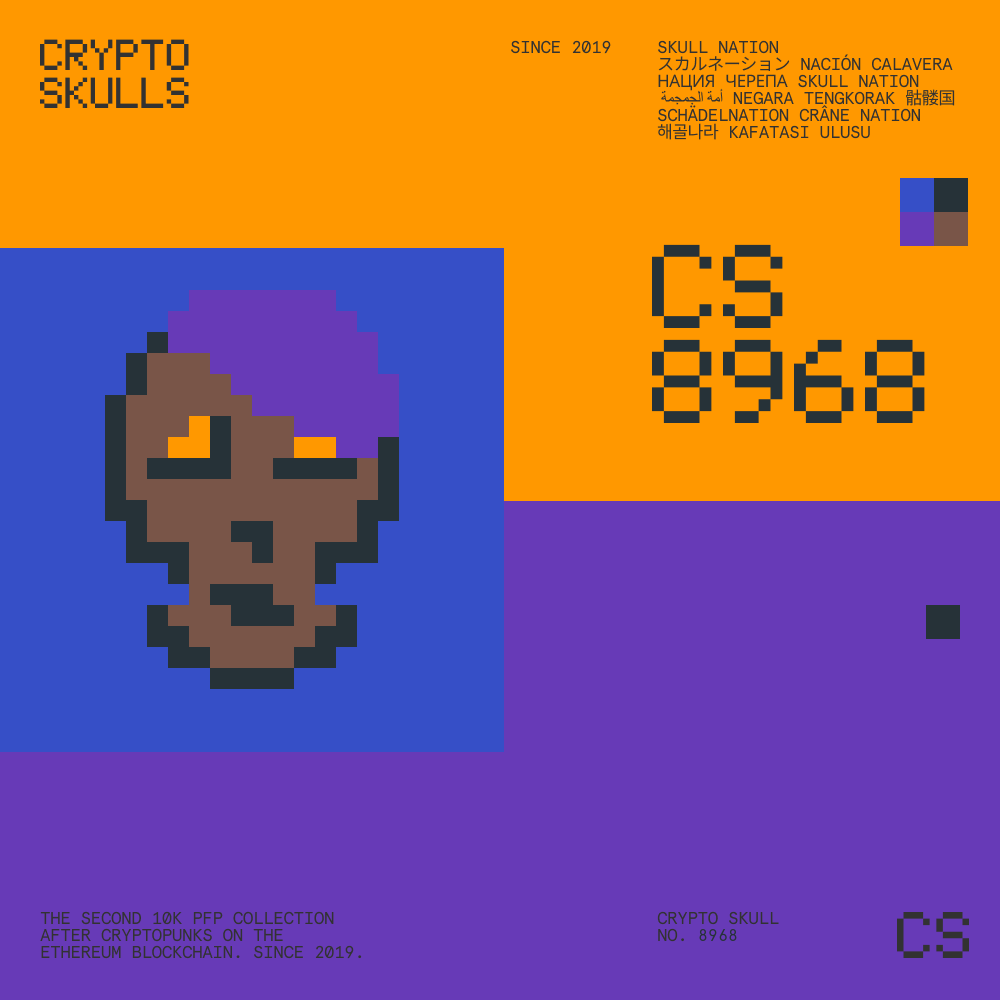 CRYPTO
SKULLS
SINCE 2019
SKULL NATION
スカルネーション NACIÓN CALAVERA
НАЦИЯ ЧЕРЕПА SKULL NATION
أمة الجمجمة NEGARA TENGKORAK 骷髅国
SCHÄDELNATION CRÂNE NATION
해골나라 KAFATASI ULUSU
CS
8968
THE SECOND 10K PFP COLLECTION
AFTER CRYPTOPUNKS ON THE
ETHEREUM BLOCKCHAIN. SINCE 2019.
CRYPTO SKULL
NO. 8968
CS